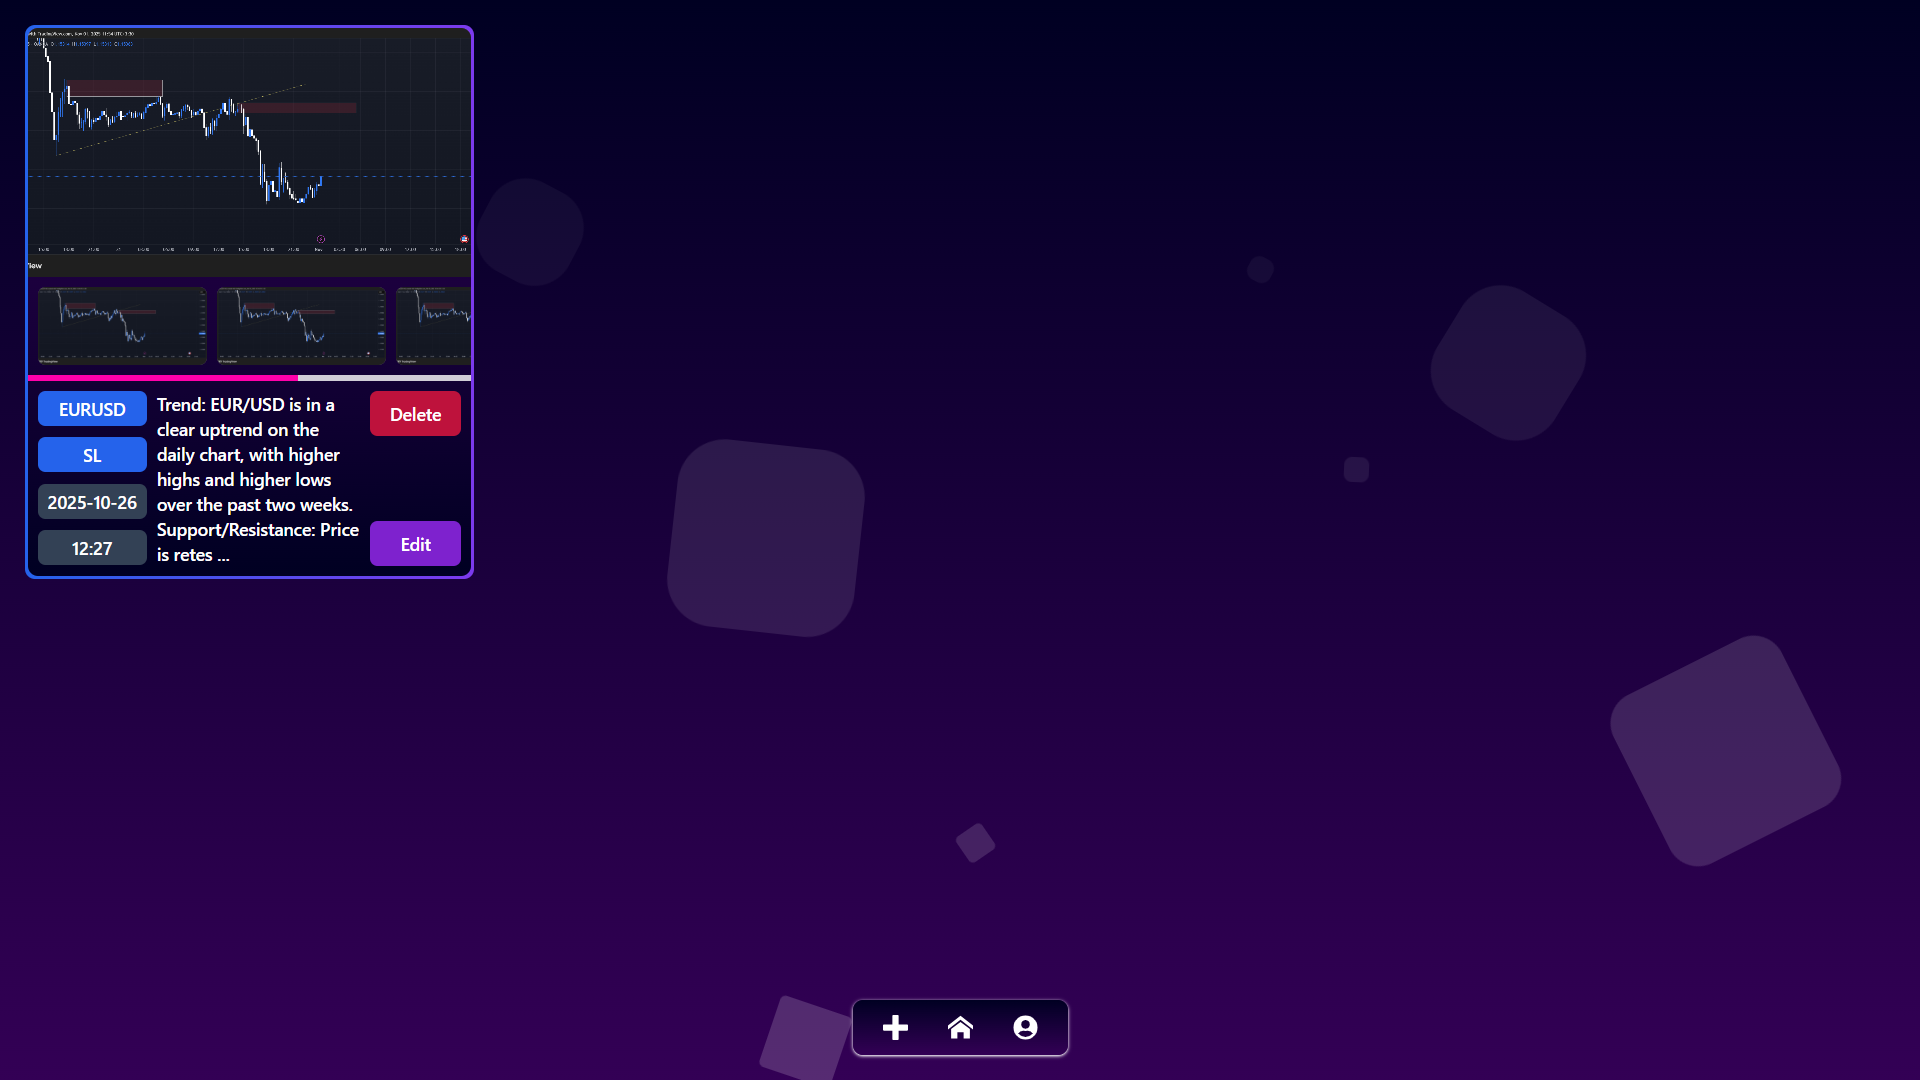 EURUSD
SL
2025-10-26
12:27
Trend: EUR/USD is in a
clear uptrend on the
daily chart, with higher
highs and higher lows
over the past two weeks.
Support/Resistance: Price
is retes ...
Delete
Edit